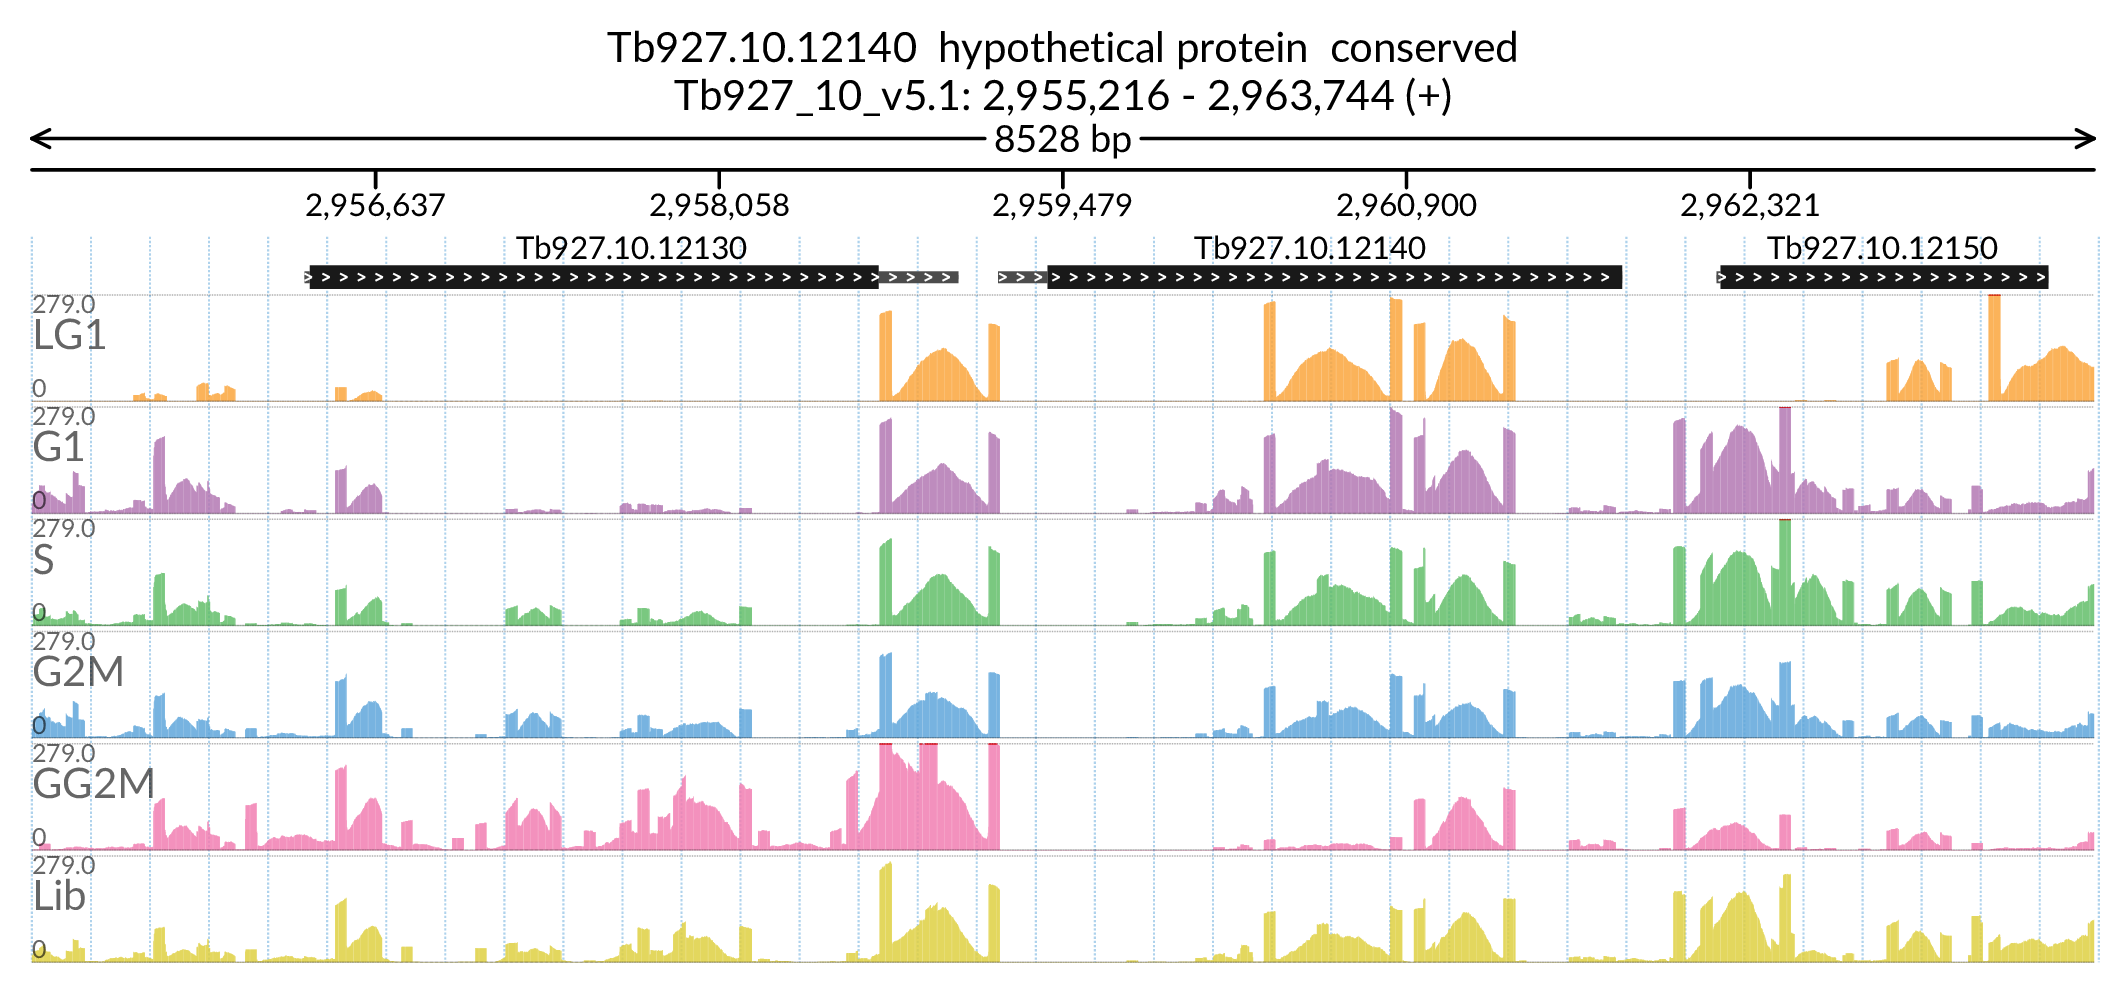 Tb927.10.12140 hypothetical protein conserved
Tb927_10_v5.1: 2,955,216 - 2,963,744 (+)
8528 bp
2,956,637 2,958,058 2,959,479 2,960,900 2,962,321
Tb927.10.12130 Tb927.10.12140 Tb927.10.12150
279.0
LG1
0
279.0
G1
0
279.0
S
0
279.0
G2M
0
279.0
GG2M
0
279.0
Lib
0